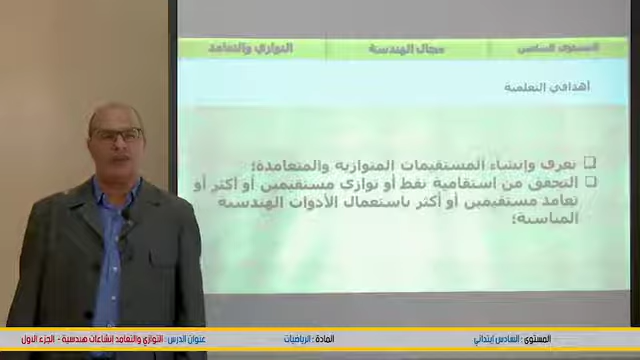 المستوى السادس
مجال الهندسة
التوازي والتعامد
أهدافي التعلمية
❑ تعرف وإنشاء المستقيمات المتوازية والمتعامدة؛
❑ التحقق من استقامية نقط أو توازي مستقيمين أو أكثر أو
تعامد مستقيمين أو أكثر باستعمال الأدوات الهندسية
المناسبة؛
المستوى : السادس إبتدائي
المادة : الرياضيات
عنوان الدرس : التوازي والتعامد إنشاءات هندسية - الجزء الاول